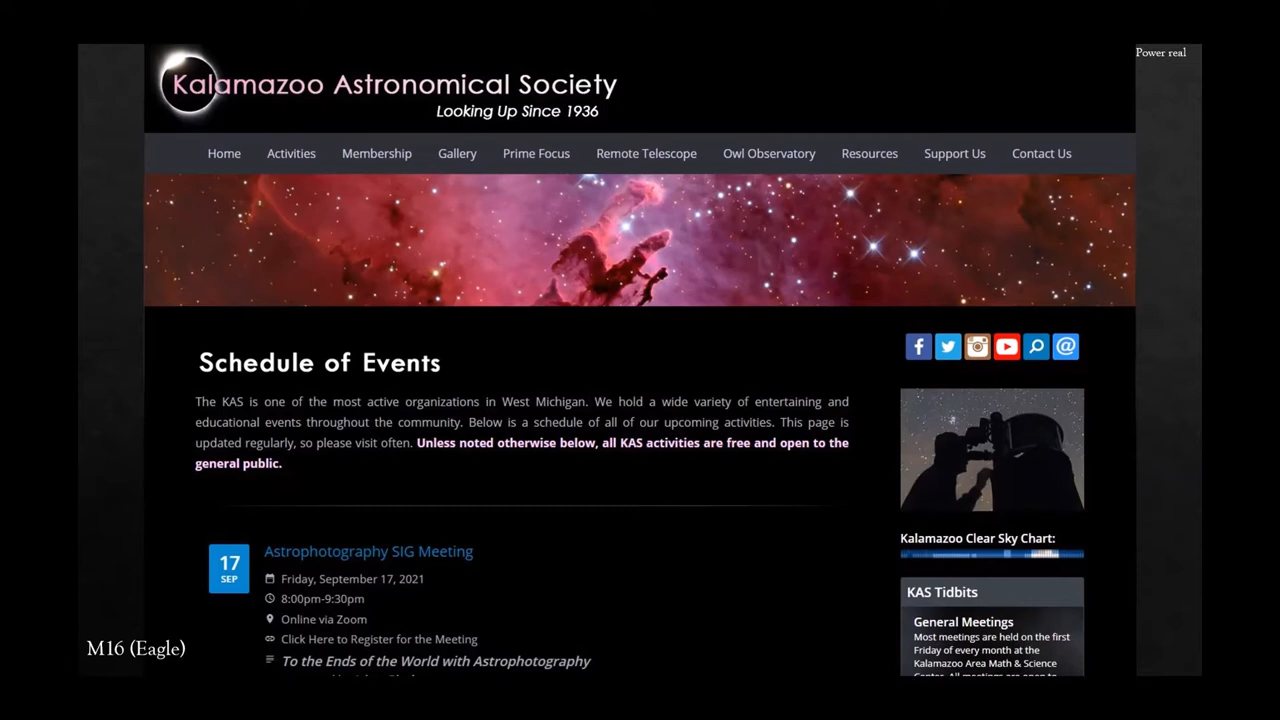 Power real
Kalamazoo Astronomical Society
Looking Up Since 1936
Home Activities Membership Gallery Prime Focus Remote Telescope Owl Observatory Resources Support Us Contact Us
Schedule of Events
The KAS is one of the most active organizations in West Michigan. We hold a wide variety of entertaining and
educational events throughout the community. Below is a schedule of all of our upcoming activities. This page is
updated regularly, so please visit often. Unless noted otherwise below, all KAS activities are free and open to the
general public.
17
SEP
Astrophotography SIG Meeting
Friday, September 17, 2021
8:00pm-9:30pm
Online via Zoom
Click Here to Register for the Meeting
To the Ends of the World with Astrophotography
Kalamazoo Clear Sky Chart:
KAS Tidbits
General Meetings
Most meetings are held on the first
Friday of every month at the
Kalamazoo Area Math & Science
M16 (Eagle)